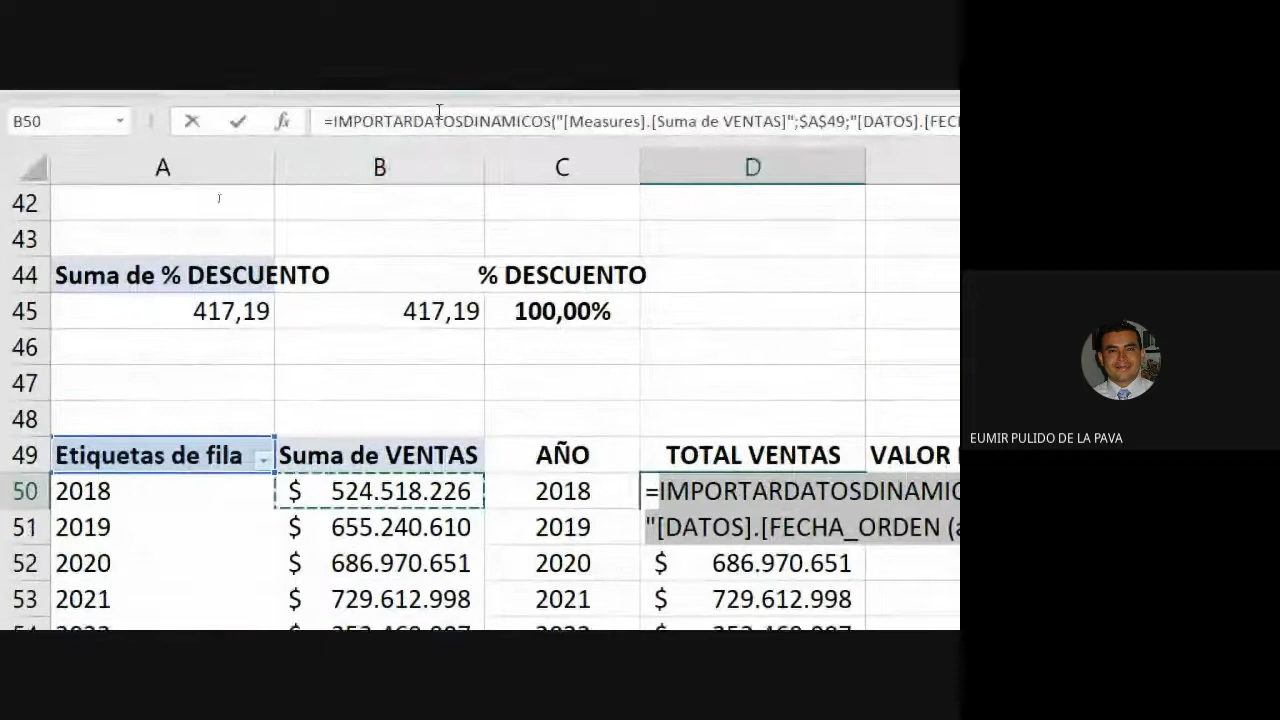 B50 fx =IMPORTARDATOSDINAMICOS("[Measures].[Suma de VENTAS]";$A$49;"[DATOS].[FECH
A B C D
42
43
44 Suma de % DESCUENTO % DESCUENTO
45 417,19 417,19 100,00%
46
47
48
49 Etiquetas de fila Suma de VENTAS AÑO TOTAL VENTAS VALOR
50 2018 $ 524.518.226 2018 =IMPORTARDATOSDINAMIC
51 2019 $ 655.240.610 2019 "[DATOS].[FECHA_ORDEN (a
52 2020 $ 686.970.651 2020 $ 686.970.651
53 2021 $ 729.612.998 2021 $ 729.612.998
EUMIR PULIDO DE LA PAVA